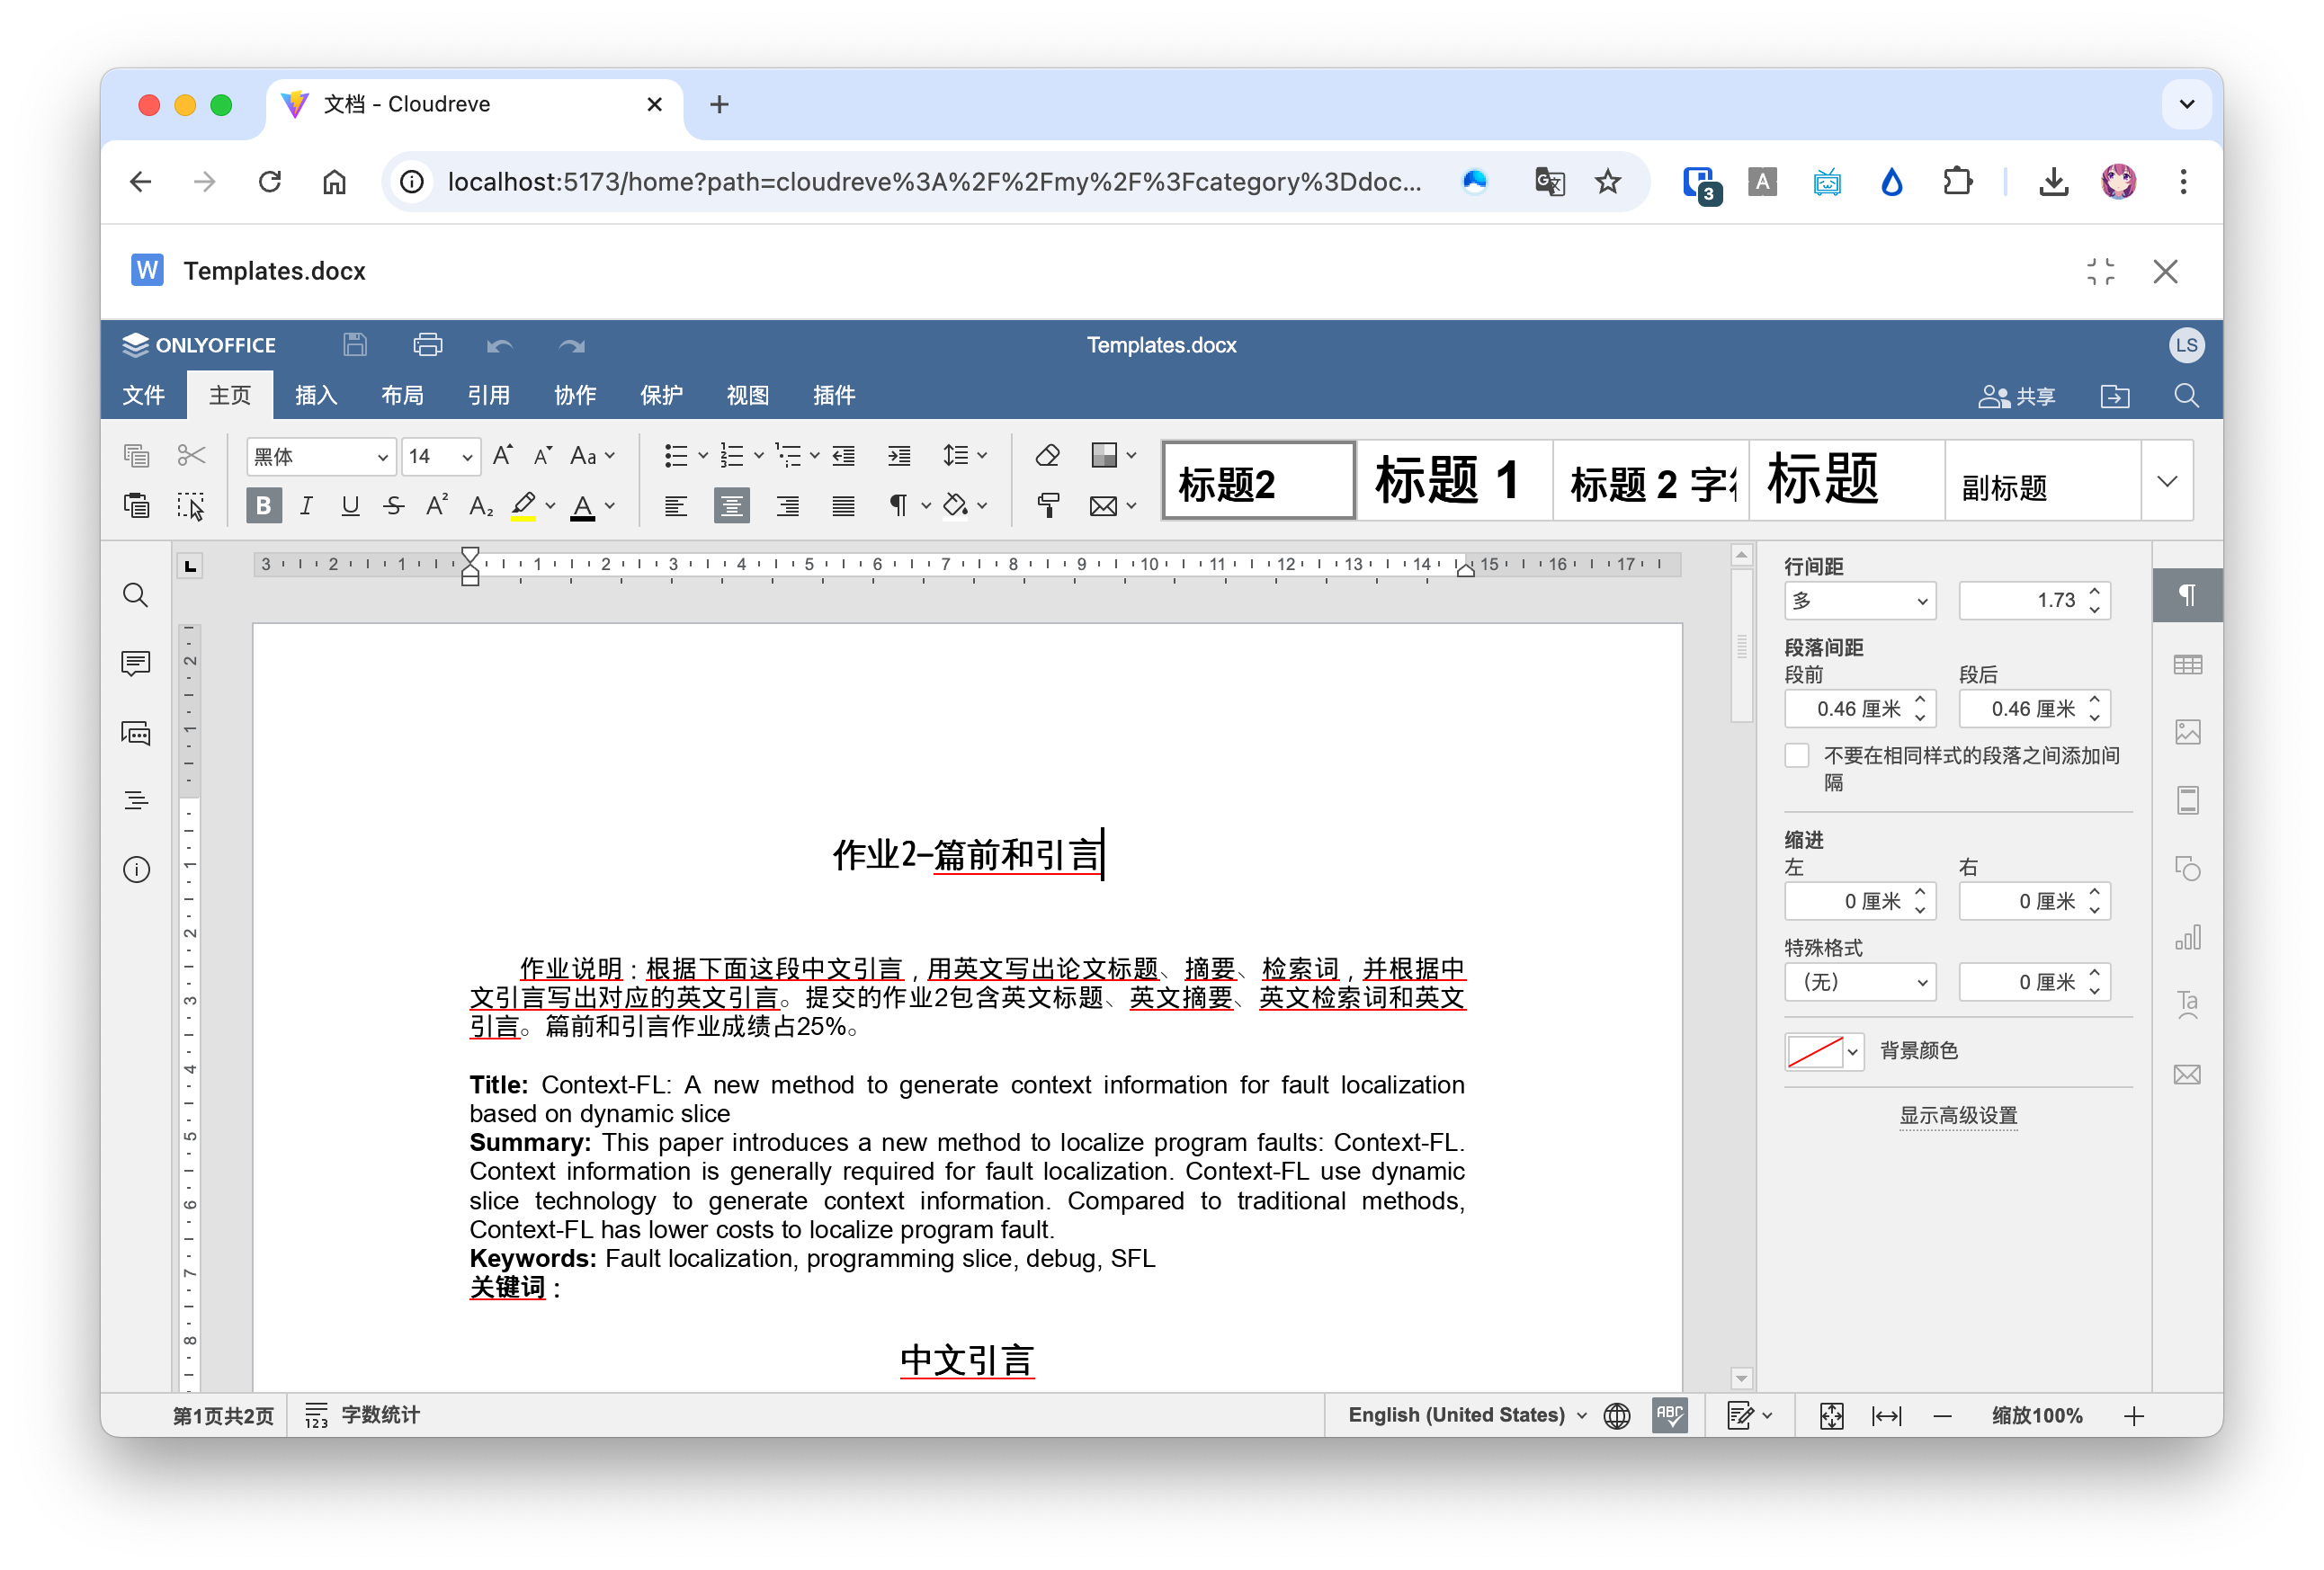 文档 - Cloudreve
localhost:5173/home?path=cloudreve%3A%2F%2Fmy%2F%3Fcategory%3Ddoc...
3
A
W Templates.docx
ONLYOFFICE
Templates.docx
LS
文件 主页 插入 布局 引用 协作 保护 视图 插件
共享
黑体 14
标题2 标题 1 标题 2 字 标题 副标题
3 2 1 1 2 3 4 5 6 7 8 9 10 11 12 13 14 15 16 17
2 1 1 2 3 4 5 6 7 8
作业2–篇前和引言
作业说明：根据下面这段中文引言，用英文写出论文标题、摘要、检索词，并根据中
文引言写出对应的英文引言。提交的作业2包含英文标题、英文摘要、英文检索词和英文
引言。篇前和引言作业成绩占25%。
Title: Context-FL: A new method to generate context information for fault localization
based on dynamic slice
Summary: This paper introduces a new method to localize program faults: Context-FL.
Context information is generally required for fault localization. Context-FL use dynamic
slice technology to generate context information. Compared to traditional methods,
Context-FL has lower costs to localize program fault.
Keywords: Fault localization, programming slice, debug, SFL
关键词：
中文引言
行间距
多 1.73
段落间距
段前 段后
0.46 厘米 0.46 厘米
不要在相同样式的段落之间添加间
隔
缩进
左 右
0 厘米 0 厘米
特殊格式
（无） 0 厘米
背景颜色
显示高级设置
第1页共2页 字数统计 English (United States) 缩放100%